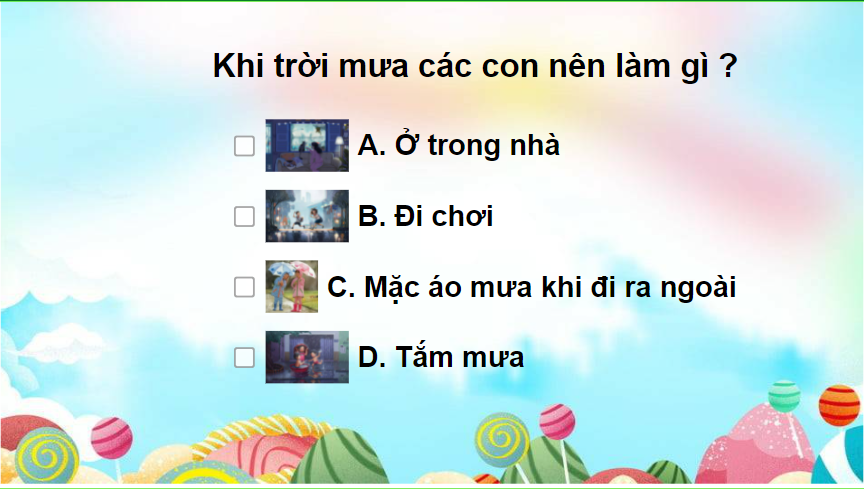 Khi trời mưa các con nên làm gì ?
A. Ở trong nhà
B. Đi chơi
C. Mặc áo mưa khi đi ra ngoài
D. Tắm mưa